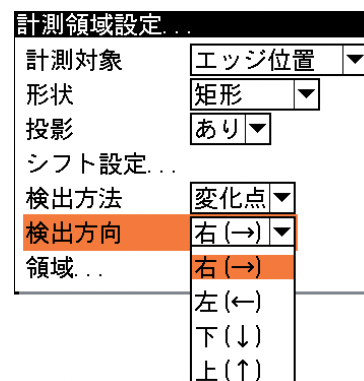 計測領域設定...
計測対象 エッジ位置 ▼
形状 矩形 ▼
投影 あり ▼
シフト設定...
検出方法 変化点 ▼
検出方向 右(→) ▼
領域... 右(→)
左(←)
下(↓)
上(↑)